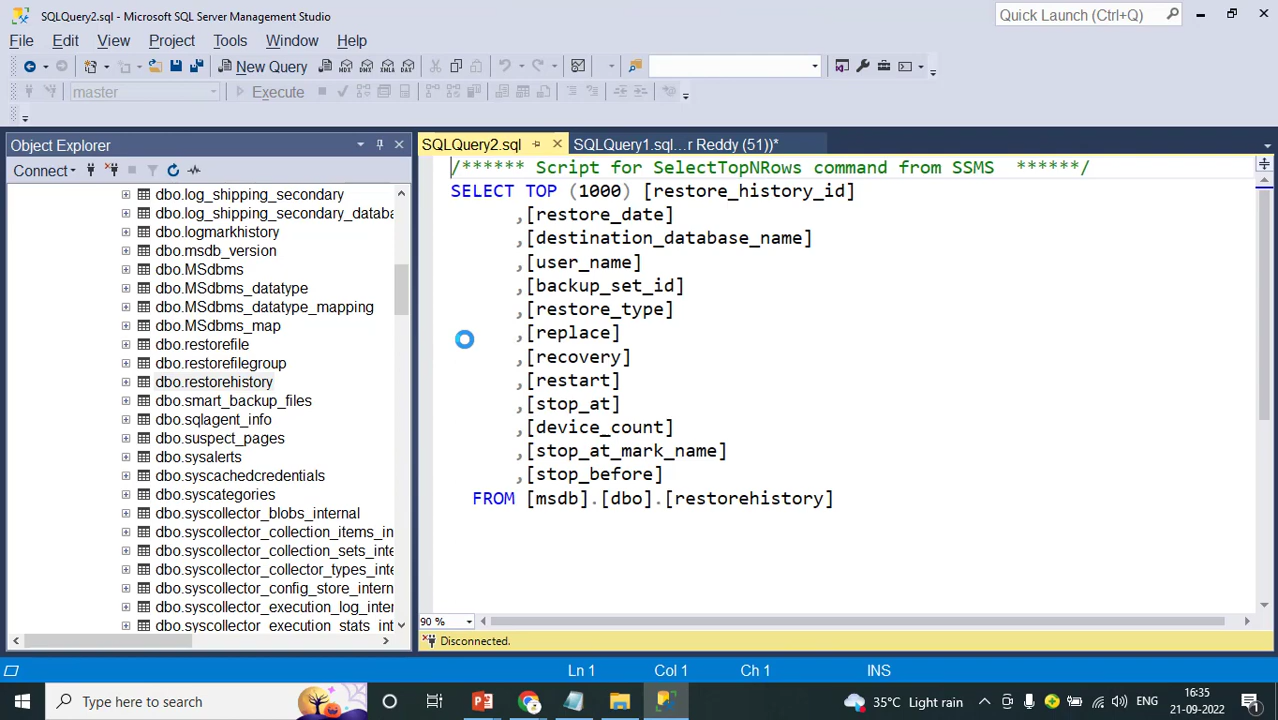 SQLQuery2.sql - Microsoft SQL Server Management Studio
Quick Launch (Ctrl+Q)
File Edit View Project Tools Window Help
New Query
MDX DMX XMLA DAX
master Execute
Object Explorer
SQLQuery2.sql SQLQuery1.sql...r Reddy (51))*
Connect
dbo.log_shipping_secondary
dbo.log_shipping_secondary_databa
dbo.logmarkhistory
dbo.msdb_version
dbo.MSdbms
dbo.MSdbms_datatype
dbo.MSdbms_datatype_mapping
dbo.MSdbms_map
dbo.restorefile
dbo.restorefilegroup
dbo.restorehistory
dbo.smart_backup_files
dbo.sqlagent_info
dbo.suspect_pages
dbo.sysalerts
dbo.syscachedcredentials
dbo.syscategories
dbo.syscollector_blobs_internal
dbo.syscollector_collection_items_in
dbo.syscollector_collection_sets_inte
dbo.syscollector_collector_types_inte
dbo.syscollector_config_store_intern
dbo.syscollector_execution_log_inter
dbo.syscollector_execution_stats_int
/****** Script for SelectTopNRows command from SSMS ******/
SELECT TOP (1000) [restore_history_id]
,[restore_date]
,[destination_database_name]
,[user_name]
,[backup_set_id]
,[restore_type]
,[replace]
,[recovery]
,[restart]
,[stop_at]
,[device_count]
,[stop_at_mark_name]
,[stop_before]
FROM [msdb].[dbo].[restorehistory]
90 %
Disconnected.
Ln 1 Col 1 Ch 1 INS
Type here to search
35°C Light rain
ENG
16:35
21-09-2022
1